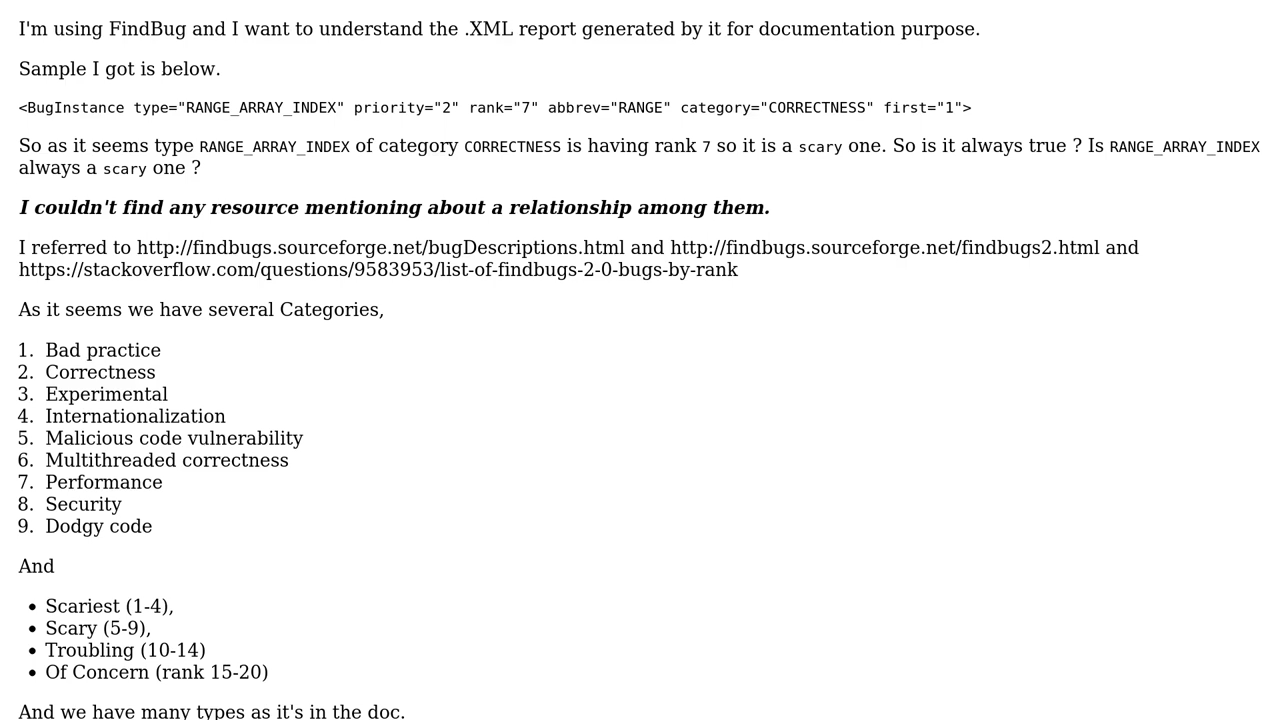 I'm using FindBug and I want to understand the .XML report generated by it for documentation purpose.
Sample I got is below.
<BugInstance type="RANGE_ARRAY_INDEX" priority="2" rank="7" abbrev="RANGE" category="CORRECTNESS" first="1">
So as it seems type RANGE_ARRAY_INDEX of category CORRECTNESS is having rank 7 so it is a scary one. So is it always true ? Is RANGE_ARRAY_INDEX
always a scary one ?
I couldn't find any resource mentioning about a relationship among them.
I referred to http://findbugs.sourceforge.net/bugDescriptions.html and http://findbugs.sourceforge.net/findbugs2.html and
https://stackoverflow.com/questions/9583953/list-of-findbugs-2-0-bugs-by-rank
As it seems we have several Categories,
1. Bad practice
2. Correctness
3. Experimental
4. Internationalization
5. Malicious code vulnerability
6. Multithreaded correctness
7. Performance
8. Security
9. Dodgy code
And
• Scariest (1-4),
• Scary (5-9),
• Troubling (10-14)
• Of Concern (rank 15-20)
And we have many types as it's in the doc.